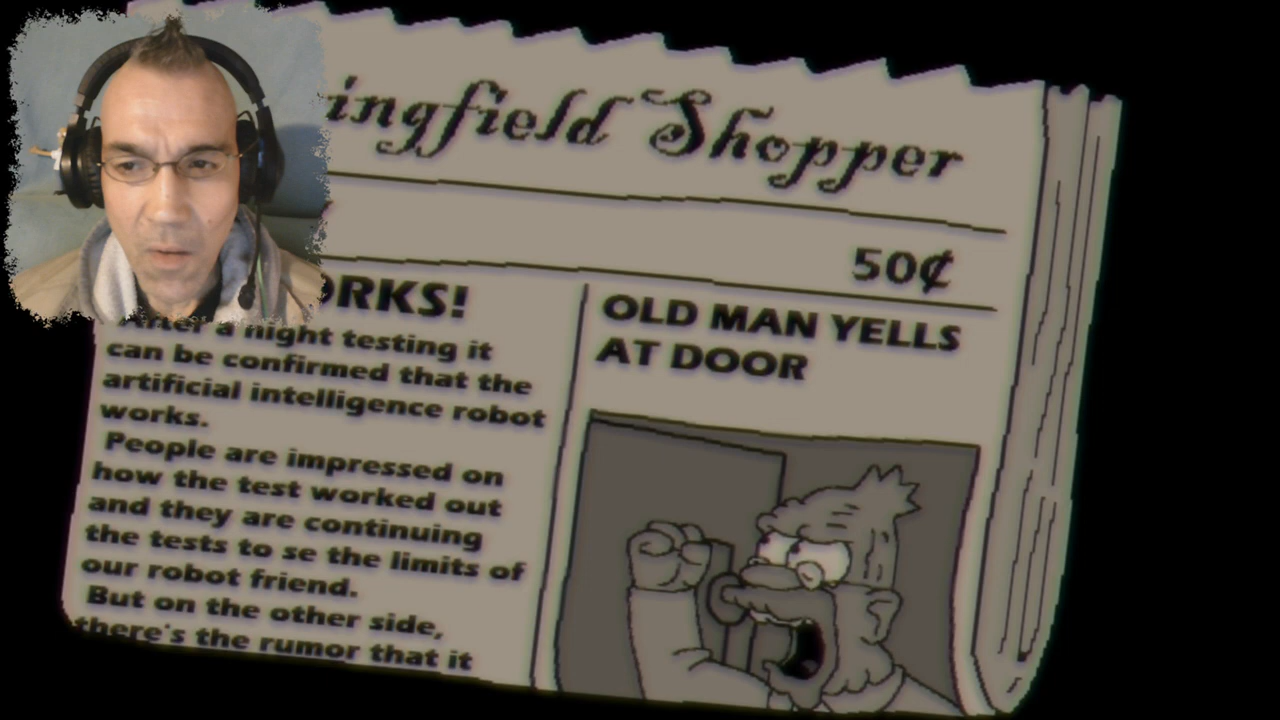 ingfield Shopper
50¢
ORKS!
After a night testing it
can be confirmed that the
artificial intelligence robot
works.
People are impressed on
how the test worked out
and they are continuing
the tests to se the limits of
our robot friend.
But on the other side,
there's the rumor that it
OLD MAN YELLS
AT DOOR